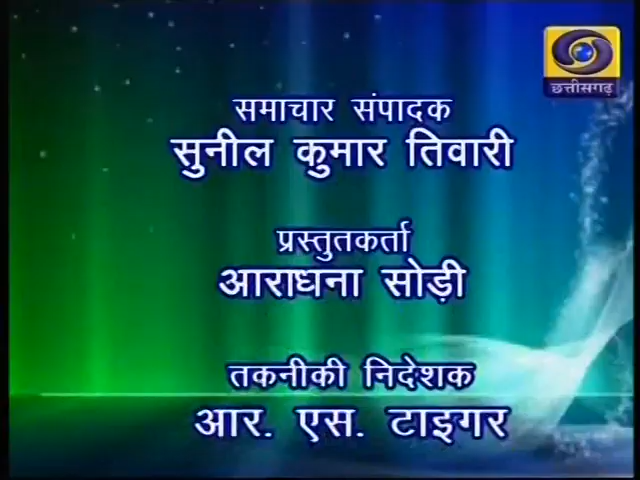 छत्तीसगढ़
समाचार संपादक
सुनील कुमार तिवारी
प्रस्तुतकर्ता
आराधना सोड़ी
तकनीकी निदेशक
आर. एस. टाइगर